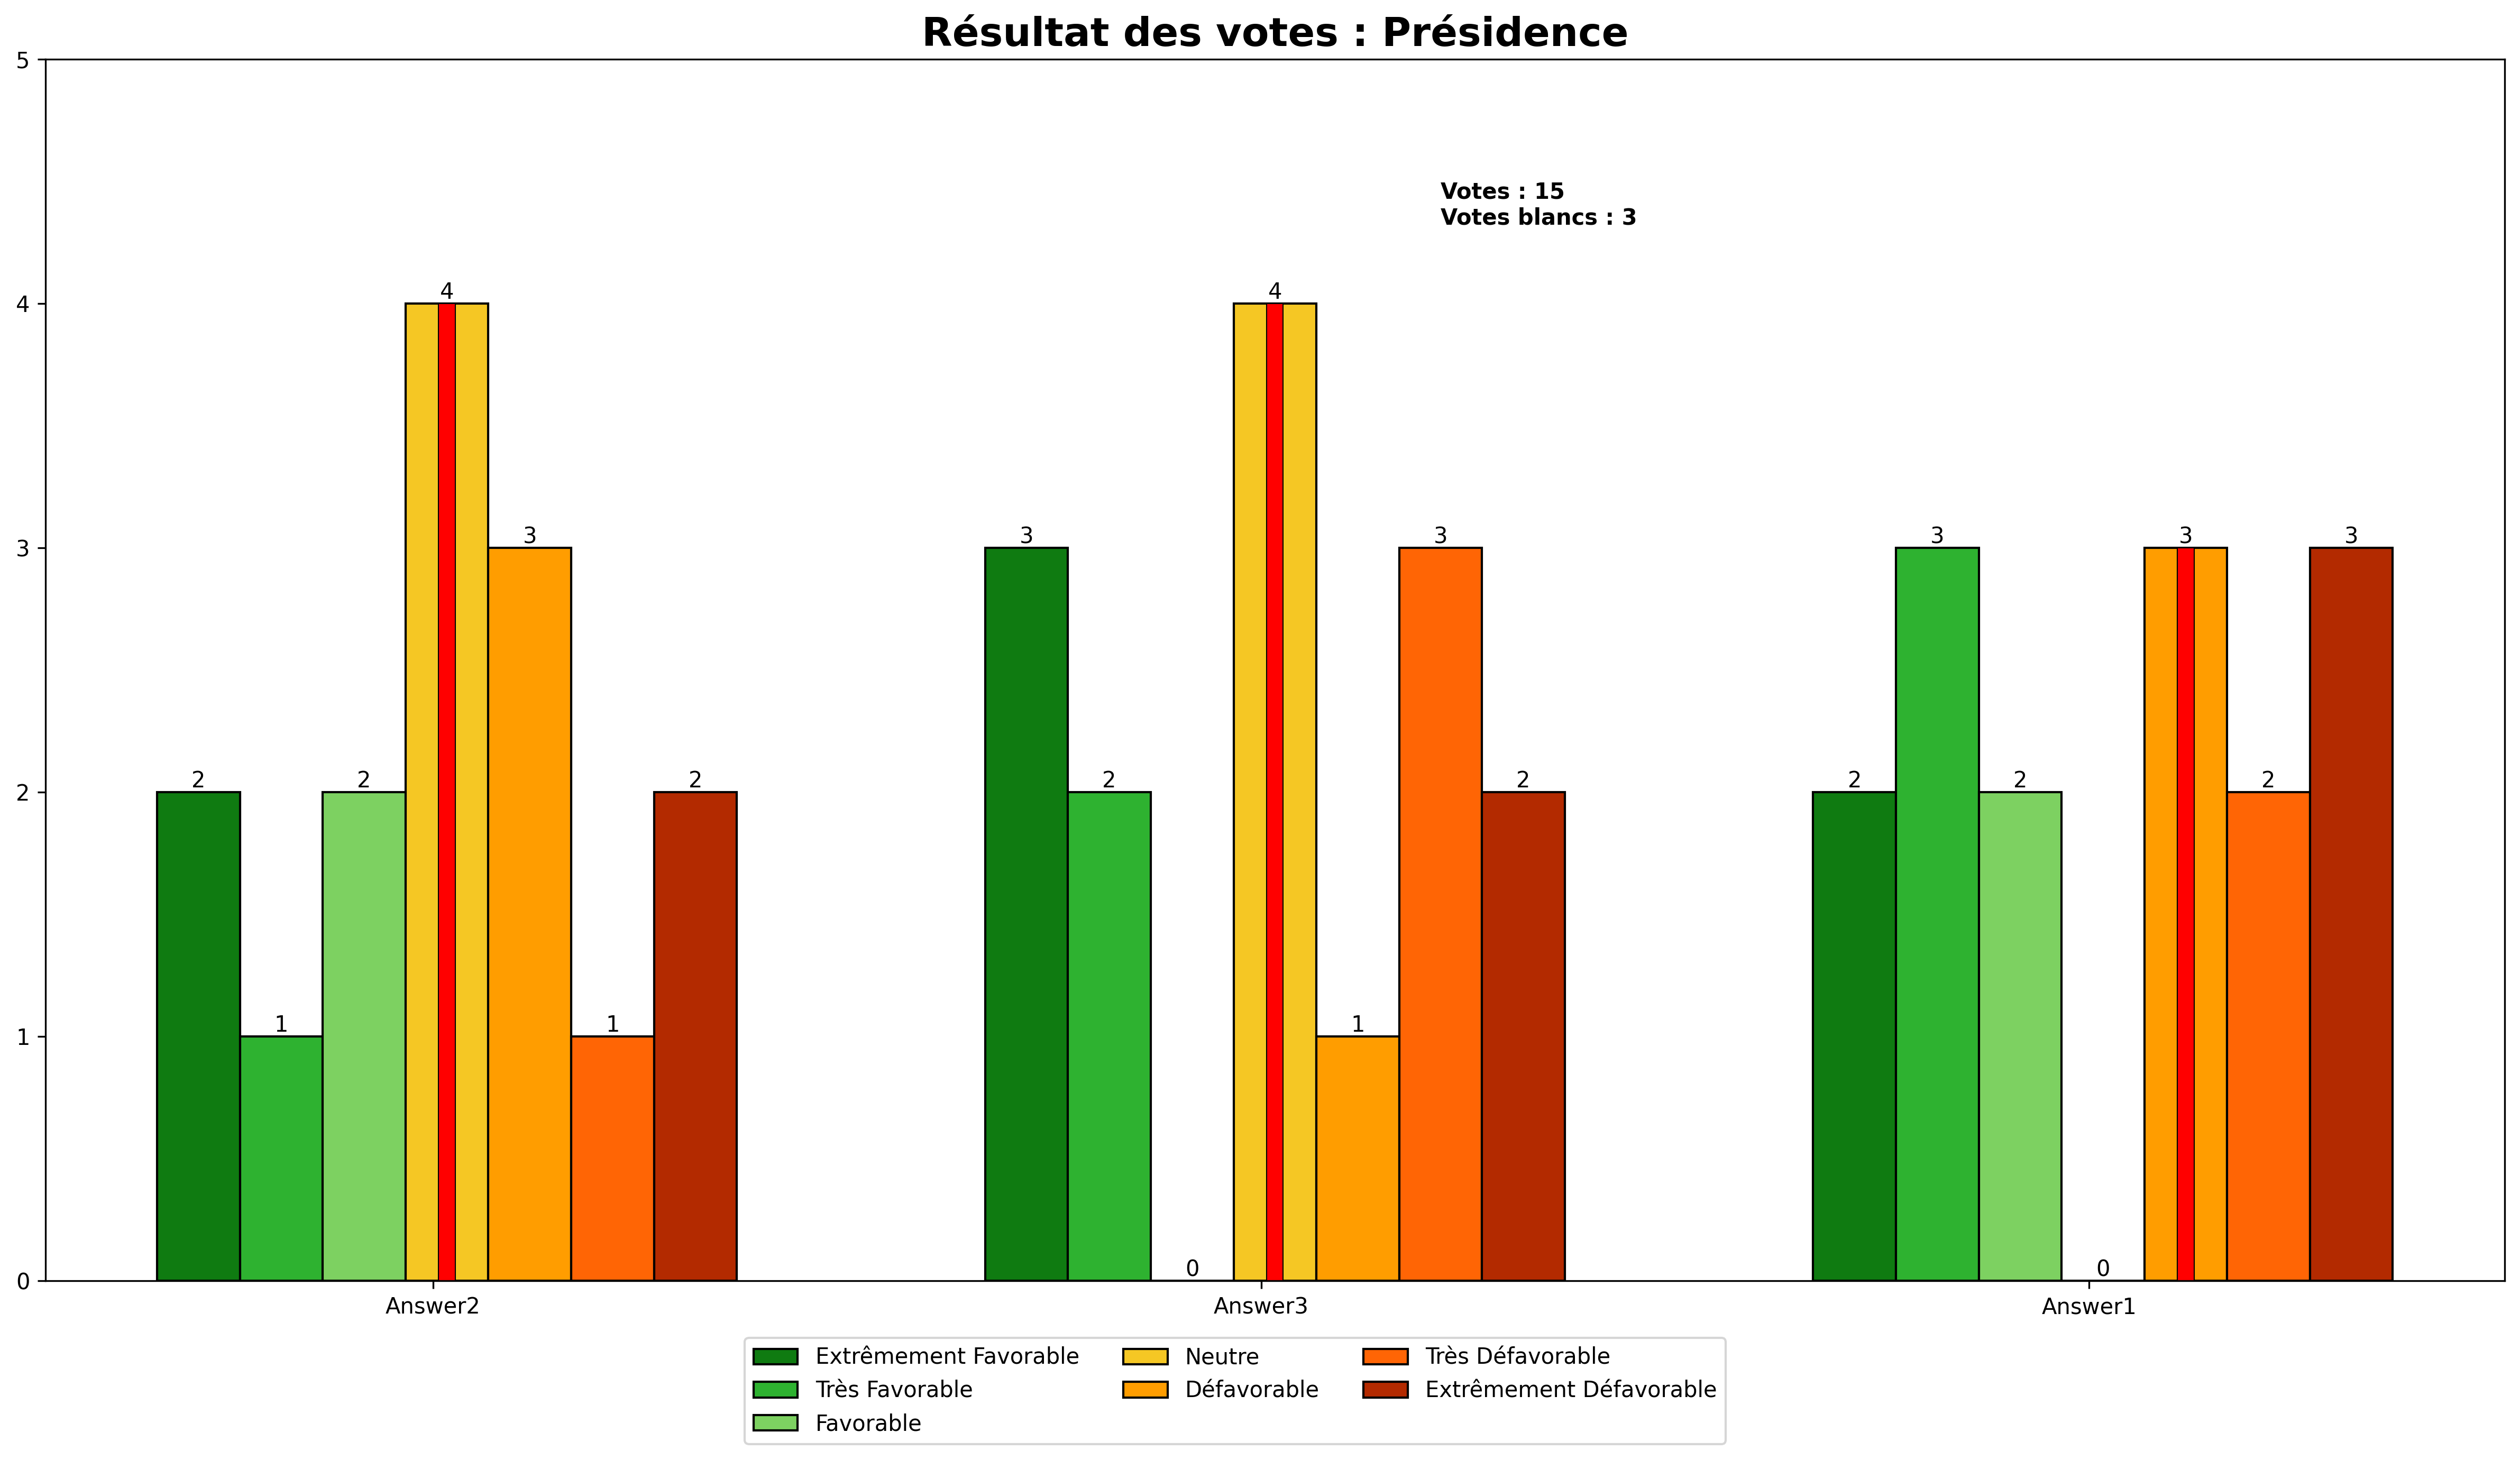 Résultat des votes : Présidence
5
4
3
2
1
0
Votes : 15
Votes blancs : 3
2
1
2
4
3
1
2
3
2
0
4
1
3
2
2
3
2
0
3
2
3
Answer2
Answer3
Answer1
Extrêmement Favorable
Très Favorable
Favorable
Neutre
Défavorable
Très Défavorable
Extrêmement Défavorable